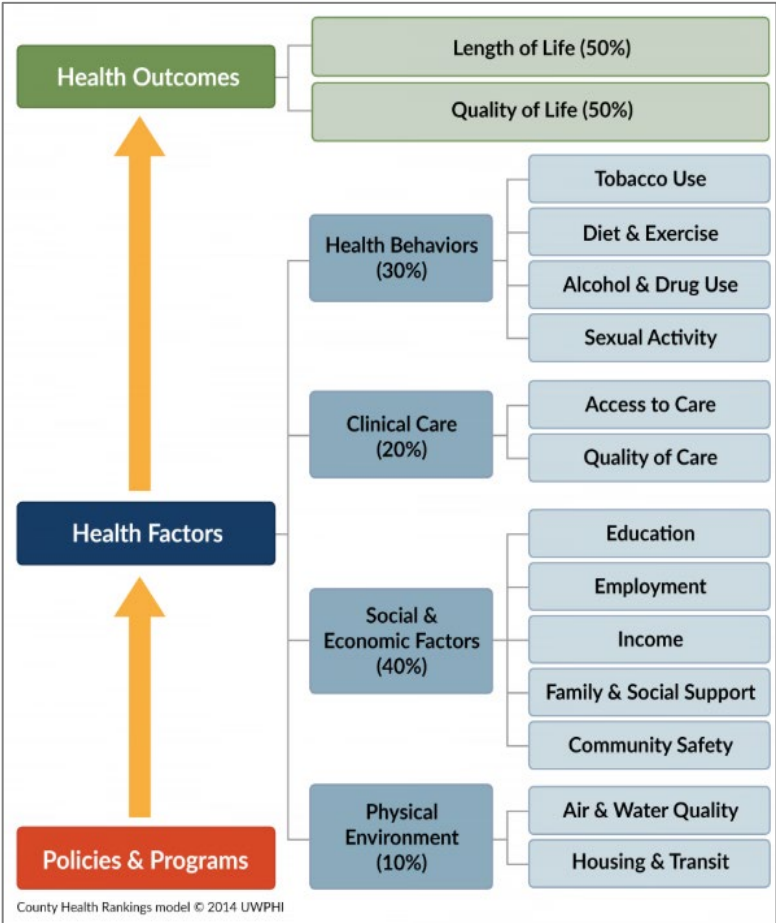 Health Outcomes
Length of Life (50%)
Quality of Life (50%)
Health Behaviors
(30%)
Tobacco Use
Diet & Exercise
Alcohol & Drug Use
Sexual Activity
Clinical Care
(20%)
Access to Care
Quality of Care
Health Factors
Social &
Economic Factors
(40%)
Education
Employment
Income
Family & Social Support
Community Safety
Physical
Environment
(10%)
Air & Water Quality
Housing & Transit
Policies & Programs
County Health Rankings model © 2014 UWPHI